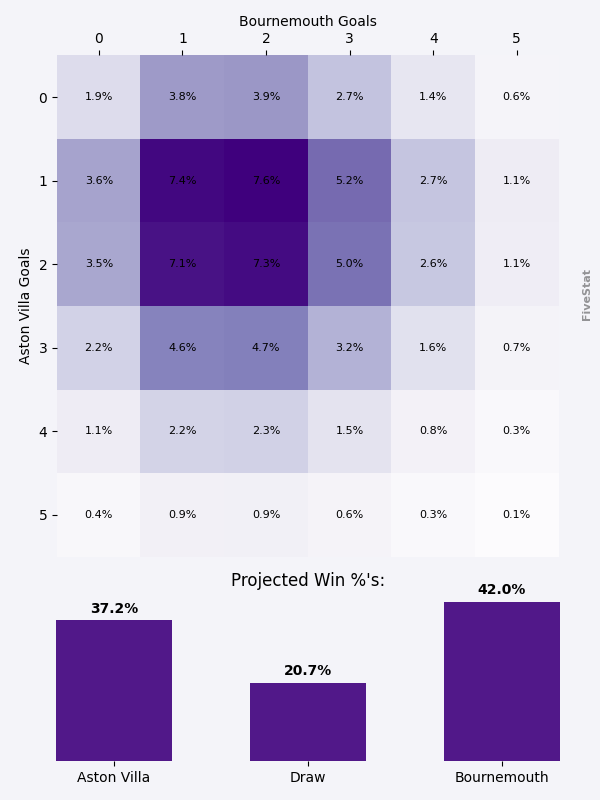 Bournemouth Goals
0 1 2 3 4 5
0 1.9% 3.8% 3.9% 2.7% 1.4% 0.6%
1 3.6% 7.4% 7.6% 5.2% 2.7% 1.1%
2 3.5% 7.1% 7.3% 5.0% 2.6% 1.1%
3 2.2% 4.6% 4.7% 3.2% 1.6% 0.7%
4 1.1% 2.2% 2.3% 1.5% 0.8% 0.3%
5 0.4% 0.9% 0.9% 0.6% 0.3% 0.1%
Aston Villa Goals
FiveStat
Projected Win %'s:
37.2% 20.7% 42.0%
Aston Villa Draw Bournemouth